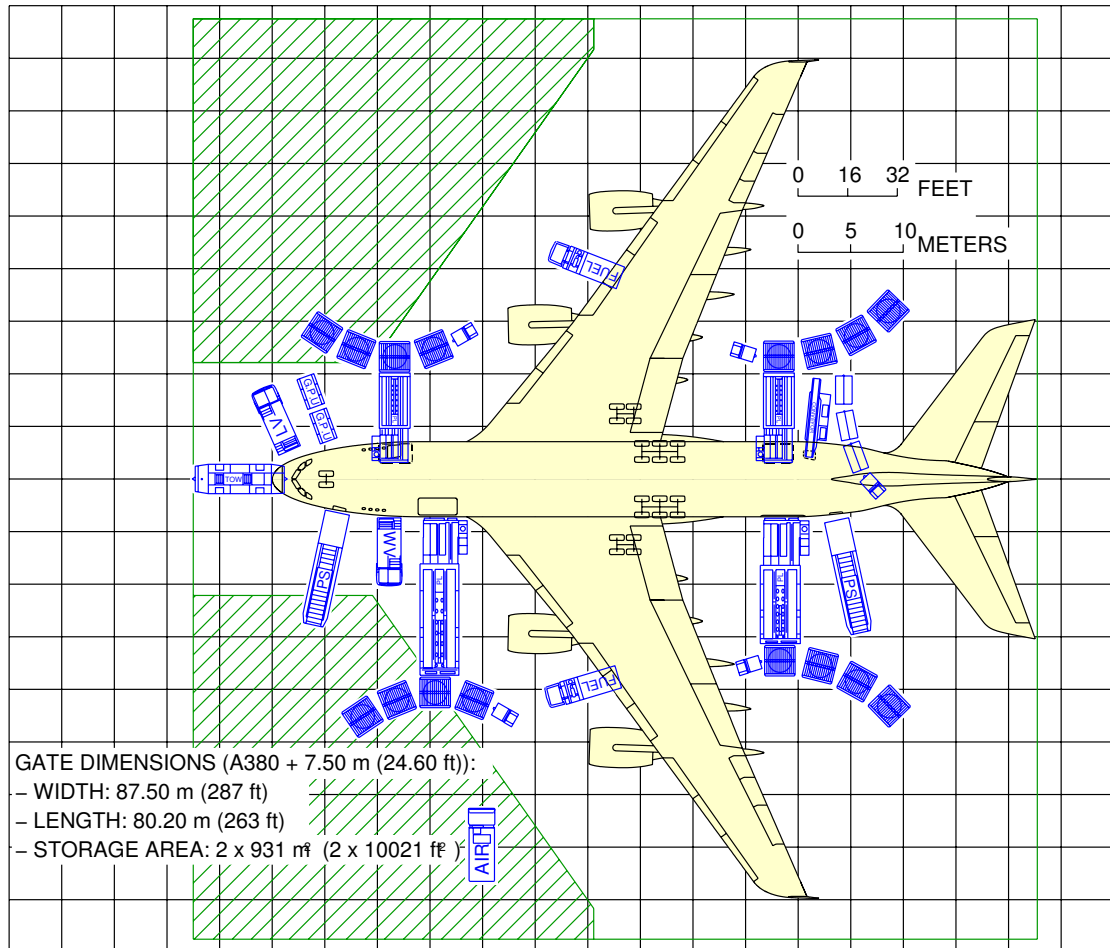 0 16 32
FEET
0 5 10
METERS
FUEL
GPU
GPU
LV
TOW
PS
WV
PL
PL
PS
FUEL
GATE DIMENSIONS (A380 + 7.50 m (24.60 ft)):
– WIDTH: 87.50 m (287 ft)
– LENGTH: 80.20 m (263 ft)
– STORAGE AREA: 2 x 931 m² (2 x 10021 ft²)
AIR